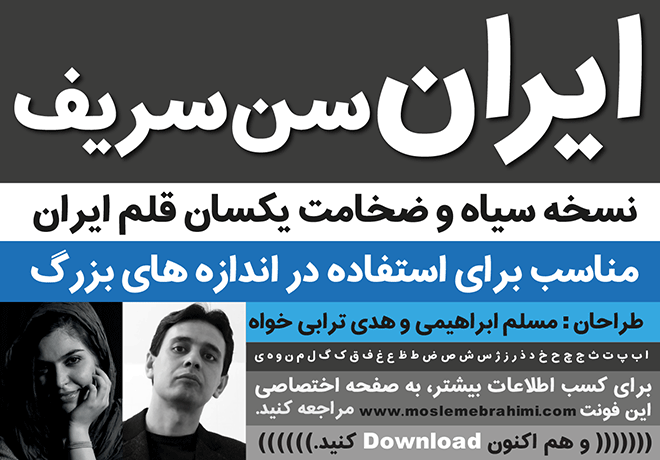 ایران سن سریف
نسخه سیاه و ضخامت یکسان قلم ایران
مناسب برای استفاده در اندازه های بزرگ
طراحان : مسلم ابراهیمی و هدی ترابی خواه
ا ب پ ت ث ج چ ح خ د ذ ر ز ژ س ش ص ض ط ظ ع غ ف ق ک گ ل م ن و ه ی
برای کسب اطلاعات بیشتر، به صفحه اختصاصی
این فونت www.moslemebrahimi.com مراجعه کنید.
))))))) و هم اکنون Download کنید.((((((